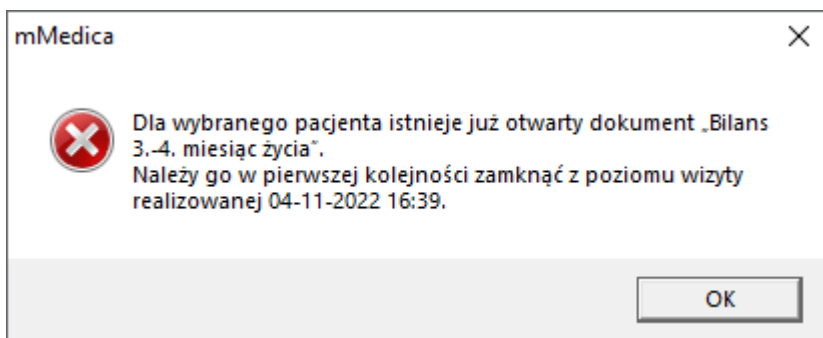 mMedica
Dla wybranego pacjenta istnieje już otwarty dokument „Bilans
3.-4. miesiąc życia”.
Należy go w pierwszej kolejności zamknąć z poziomu wizyty
realizowanej 04-11-2022 16:39.
OK